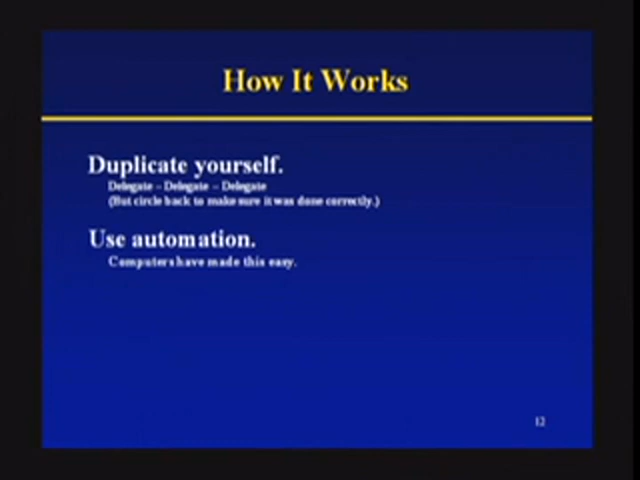 How It Works
Duplicate yourself.
Delegate – Delegate – Delegate
(But circle back to make sure it was done correctly.)
Use automation.
Computers have made this easy.
12